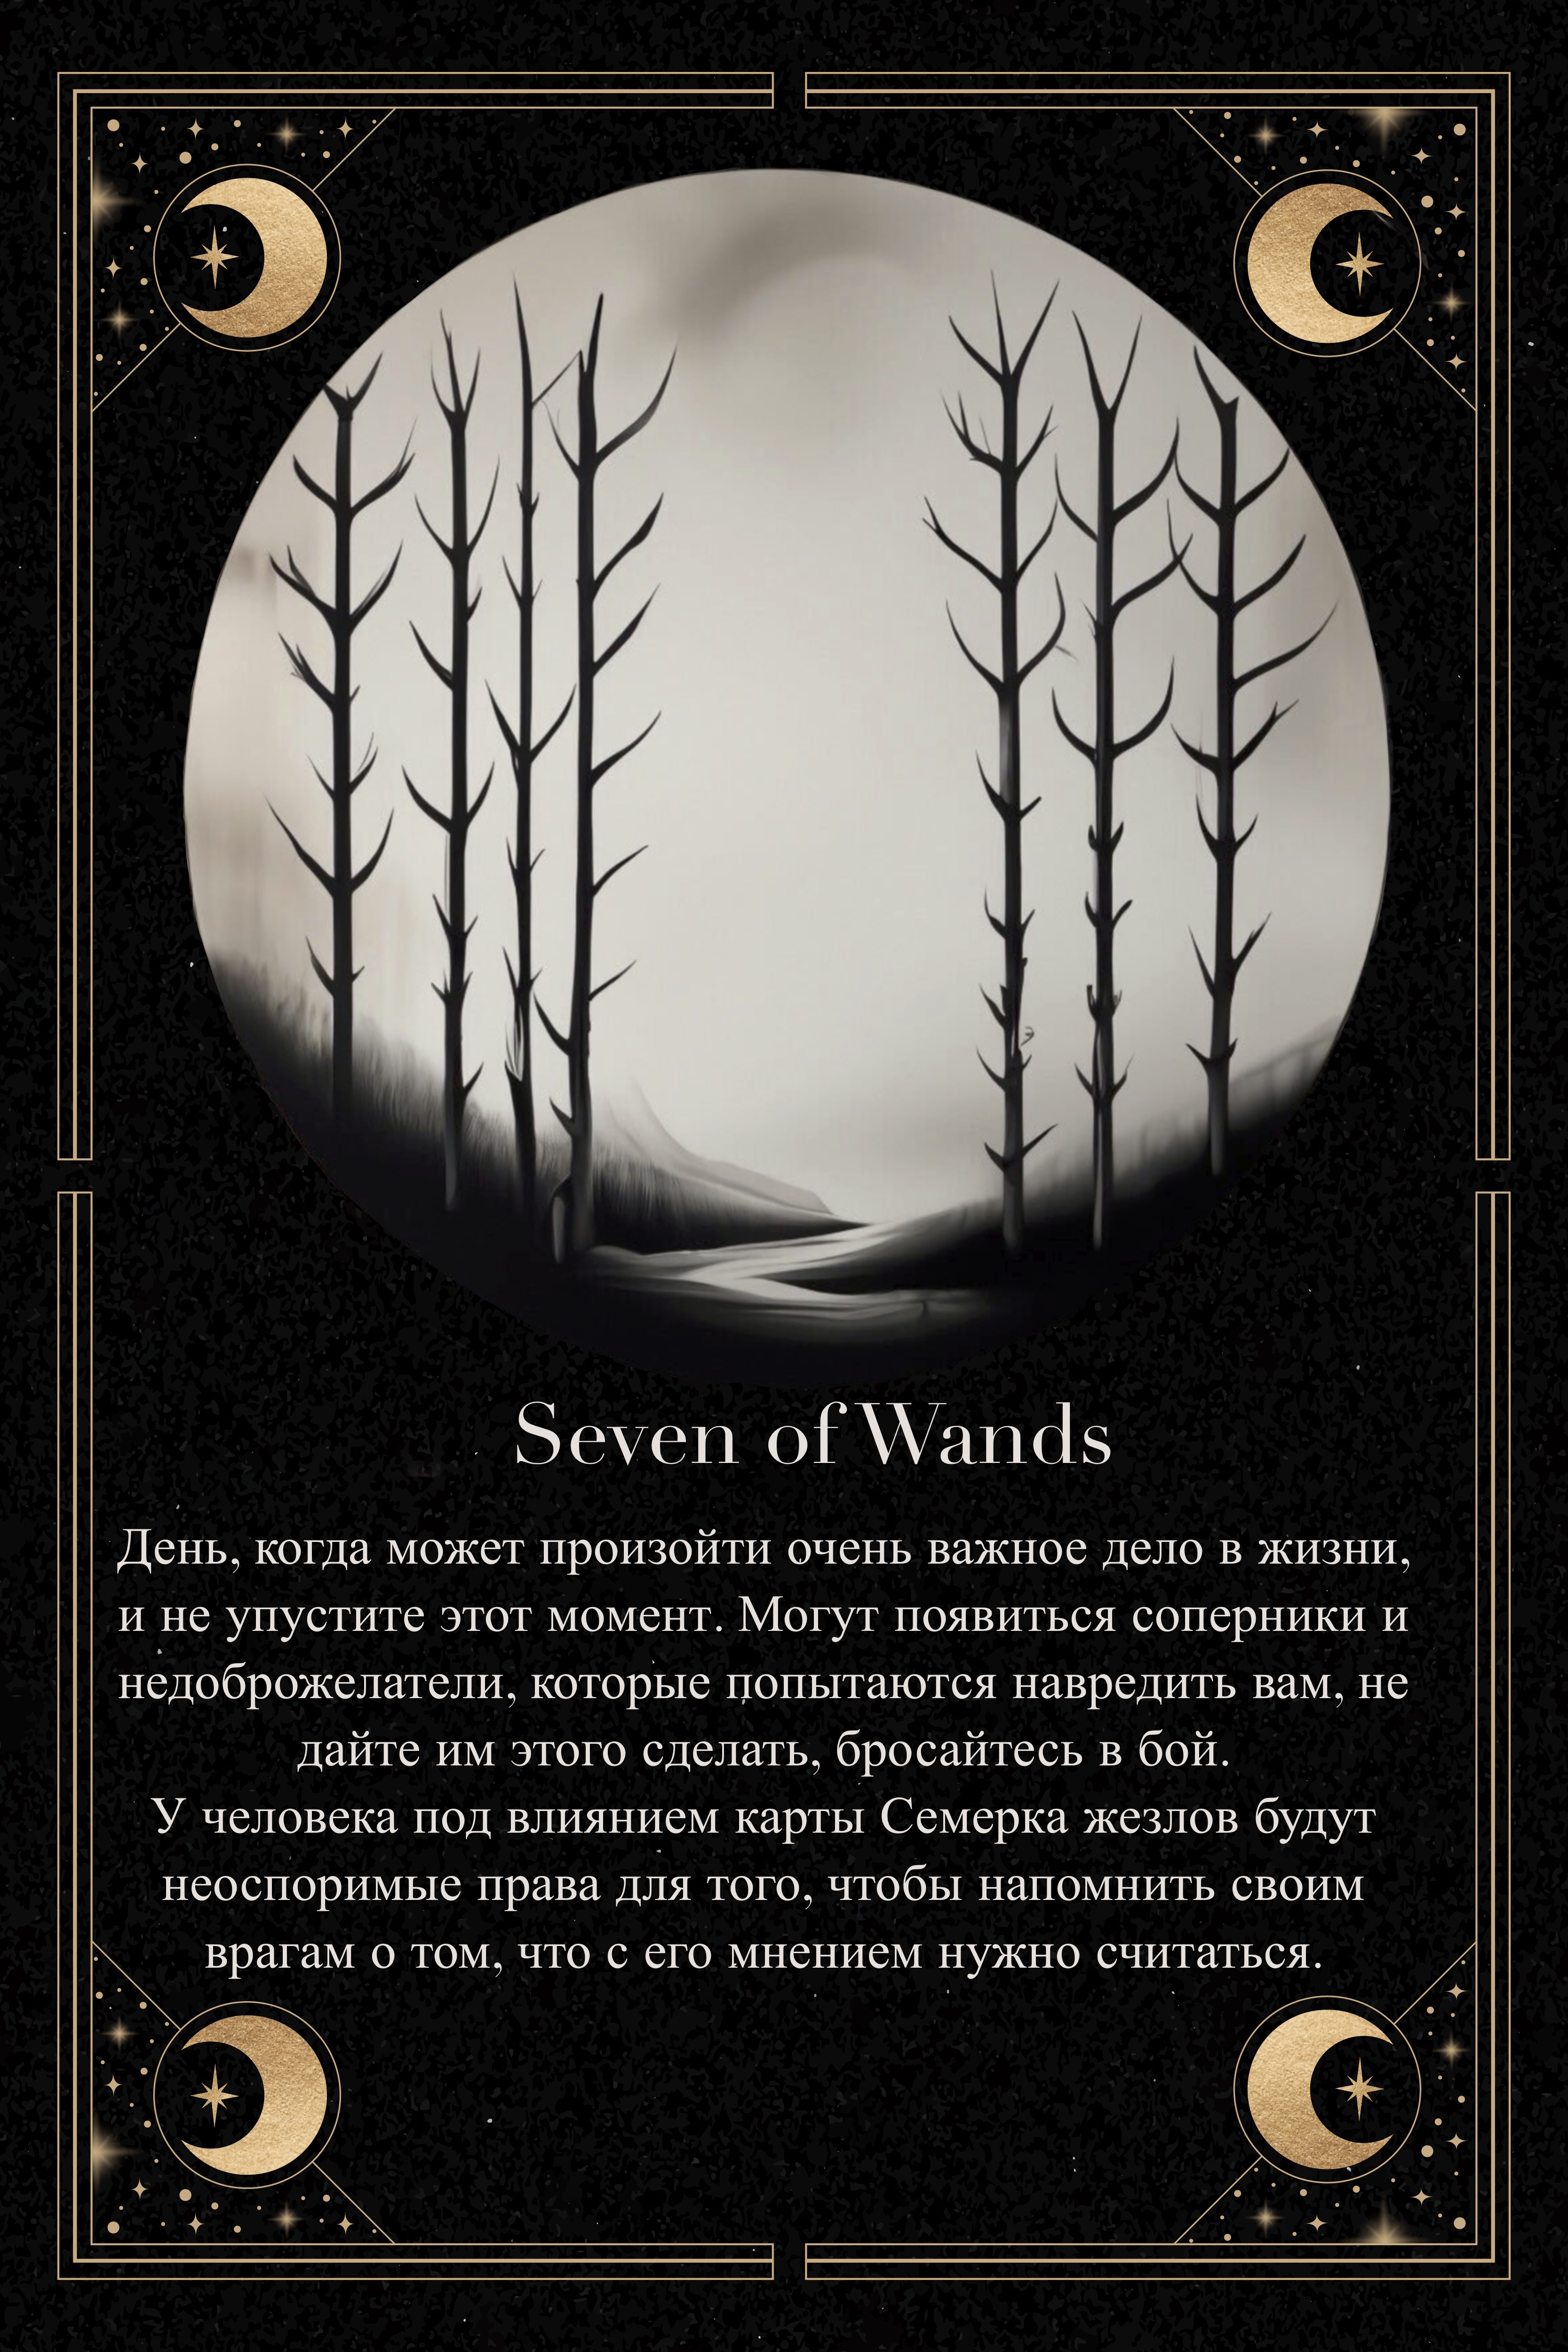 Seven of Wands
День, когда может произойти очень важное дело в жизни,
и не упустите этот момент. Могут появиться соперники и
недоброжелатели, которые попытаются навредить вам, не
дайте им этого сделать, бросайтесь в бой.
У человека под влиянием карты Семерка жезлов будут
неоспоримые права для того, чтобы напомнить своим
врагам о том, что с его мнением нужно считаться.